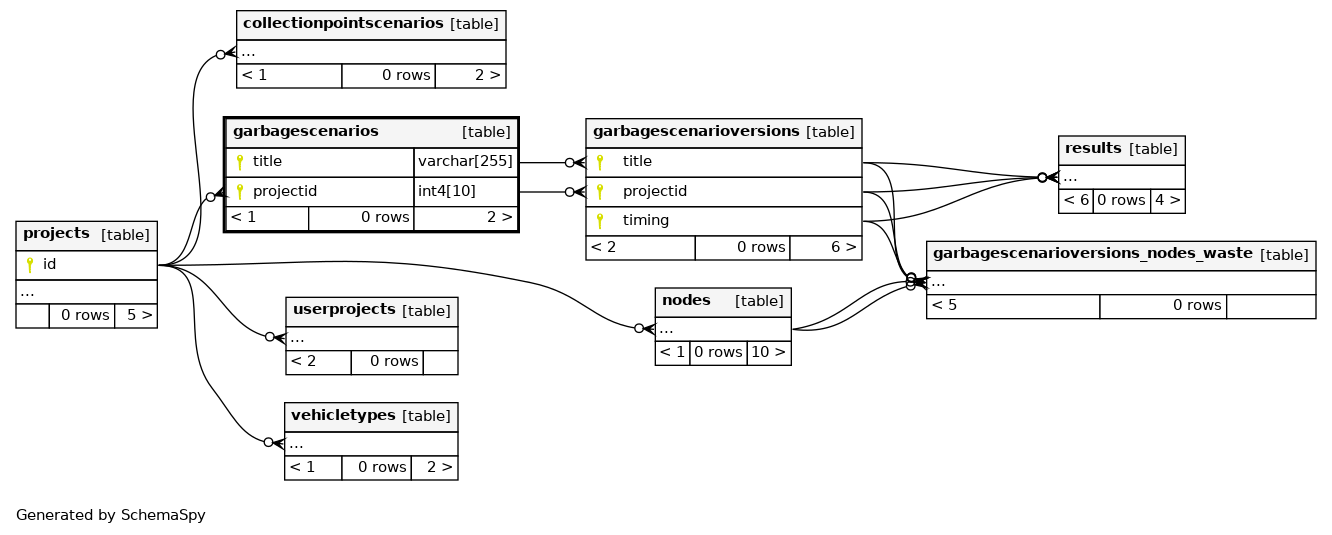 collectionpointscenarios [table]
...
< 1 0 rows 2 >
garbagescenarios [table]
title varchar[255]
projectid int4[10]
< 1 0 rows 2 >
garbagescenarioversions [table]
title
projectid
timing
< 2 0 rows 6 >
results [table]
...
< 6 0 rows 4 >
projects [table]
id
...
0 rows 5 >
garbagescenarioversions_nodes_waste [table]
...
< 5 0 rows
nodes [table]
...
< 1 0 rows 10 >
userprojects [table]
...
< 2 0 rows
vehicletypes [table]
...
< 1 0 rows 2 >
Generated by SchemaSpy